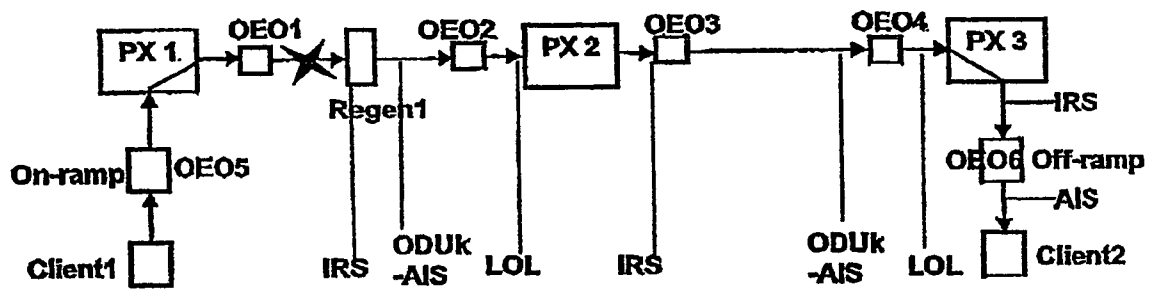 PX 1.
OEO1
OEO2
PX 2
OEO3
OEO4
PX 3
Regen1
IRS
On-ramp
OEO5
OEO6
Off-ramp
AIS
Client1
IRS
ODUk
-AIS
LOL
IRS
ODUk
-AIS
LOL
Client2